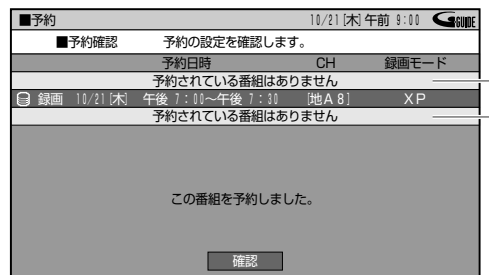 ■予約 10/21[木]午前 9:00 GGUIDE
■予約確認 予約の設定を確認します。
予約日時 CH 録画モード
予約されている番組はありません
録画 10/21[木] 午後 7:00〜午後 7:30 [地A8] XP
予約されている番組はありません
この番組を予約しました。
確認